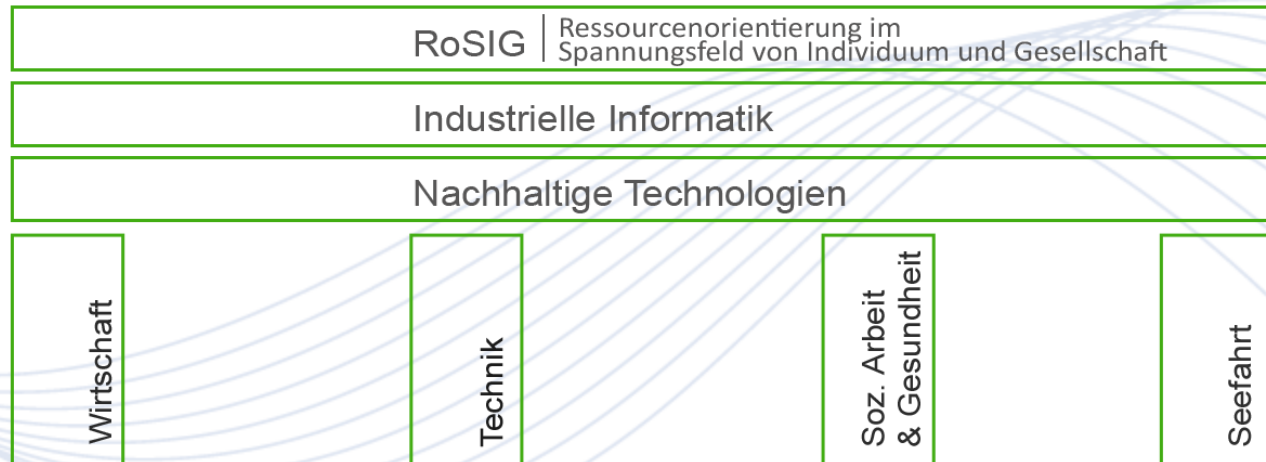 RoSIG
Ressourcenorientierung im
Spannungsfeld von Individuum und Gesellschaft
Industrielle Informatik
Nachhaltige Technologien
Wirtschaft
Technik
Soz. Arbeit
& Gesundheit
Seefahrt